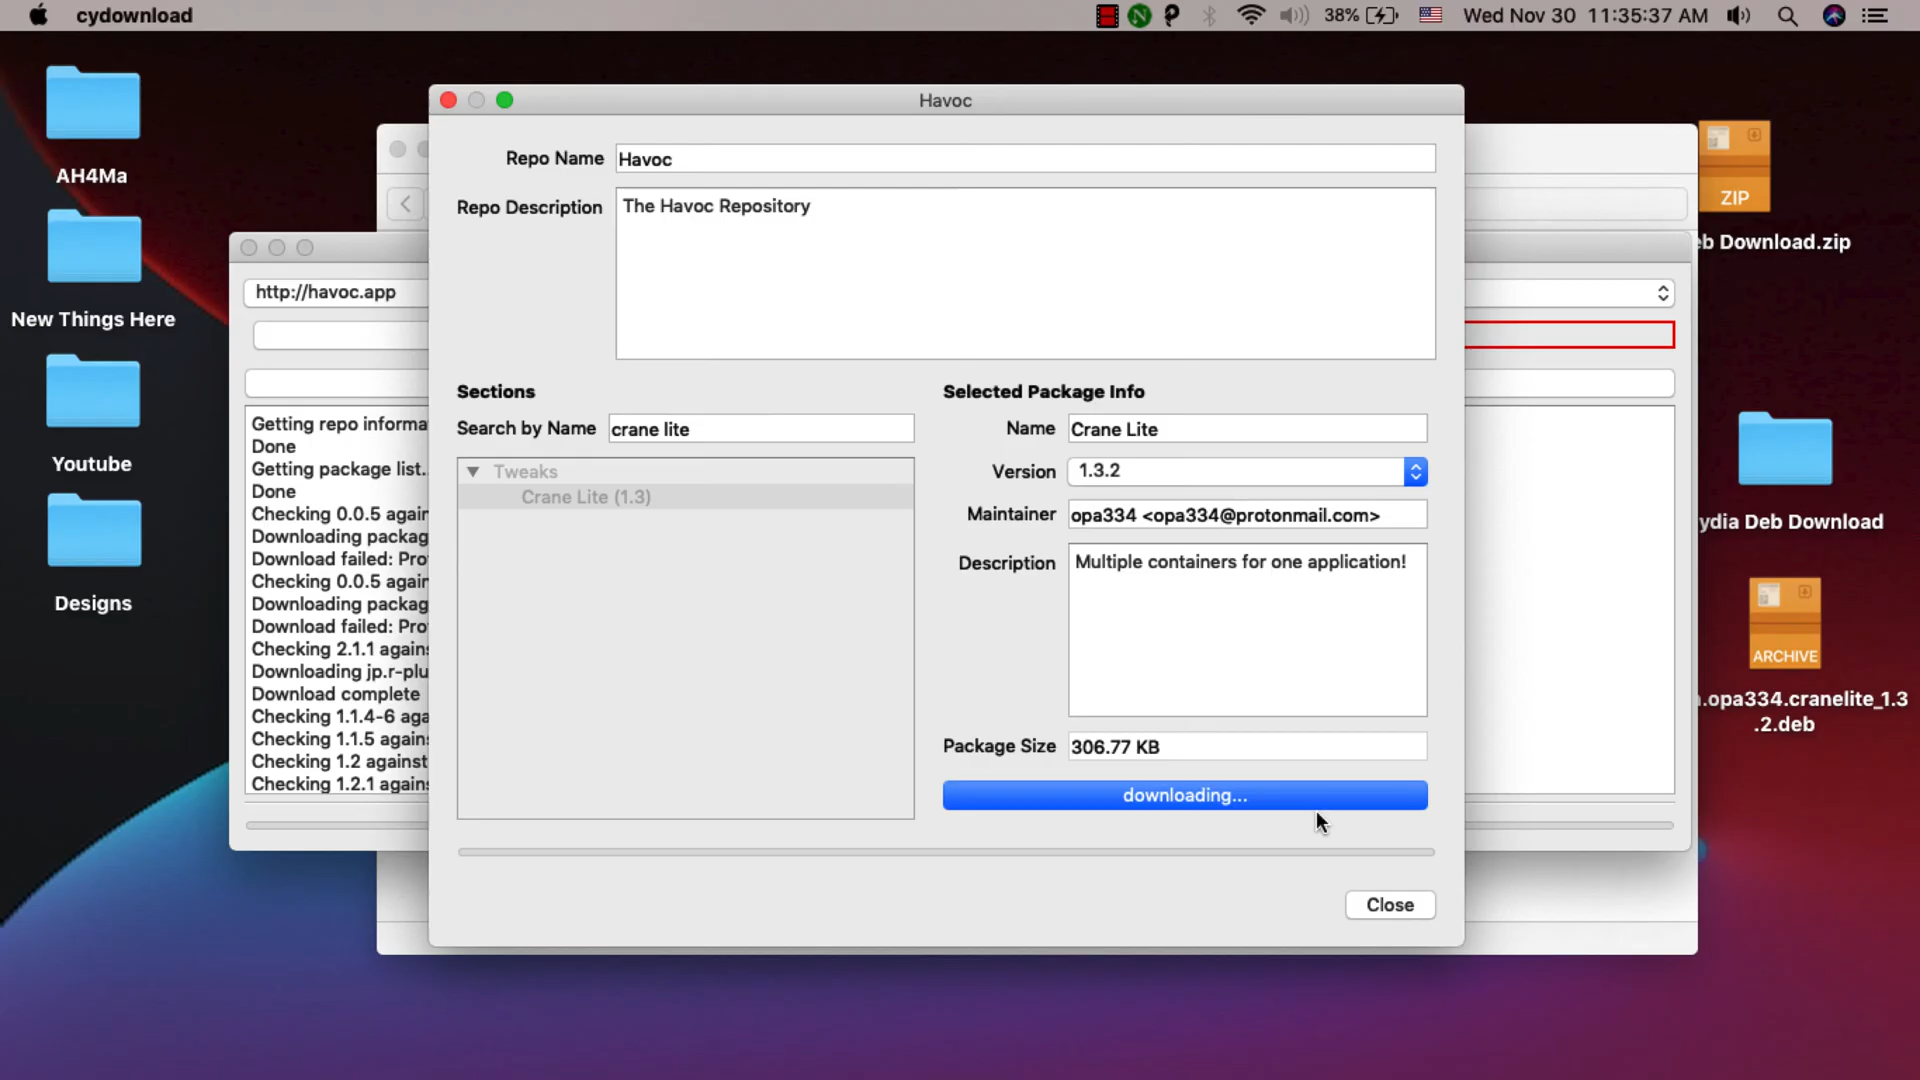 cydownload
38%
Wed Nov 30 11:35:37 AM
AH4Ma
New Things Here
Youtube
Designs
Havoc
Repo Name
Havoc
Repo Description
The Havoc Repository
http://havoc.app
Getting repo informa
Done
Getting package list.
Done
Checking 0.0.5 again
Downloading packag
Download failed: Pro
Checking 0.0.5 again
Downloading packag
Download failed: Pro
Checking 2.1.1 agains
Downloading jp.r-plu
Download complete
Checking 1.1.4-6 aga
Checking 1.1.5 agains
Checking 1.2 against
Checking 1.2.1 agains
Sections
Search by Name
crane lite
Tweaks
Crane Lite (1.3)
Selected Package Info
Name
Crane Lite
Version
1.3.2
Maintainer
opa334 <opa334@protonmail.com>
Description
Multiple containers for one application!
Package Size
306.77 KB
downloading...
Close
ZIP
eb Download.zip
ydia Deb Download
ARCHIVE
.opa334.cranelite_1.3
.2.deb